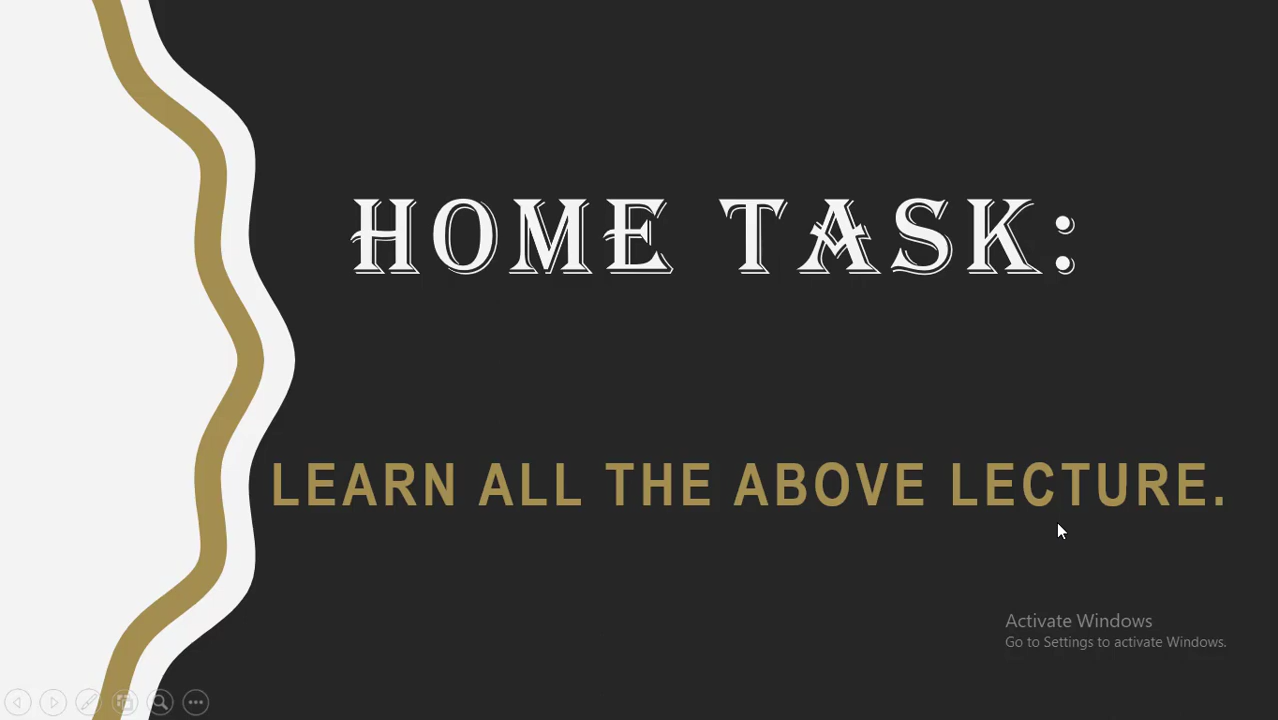 HOME TASK:
LEARN ALL THE ABOVE LECTURE.
Activate Windows
Go to Settings to activate Windows.